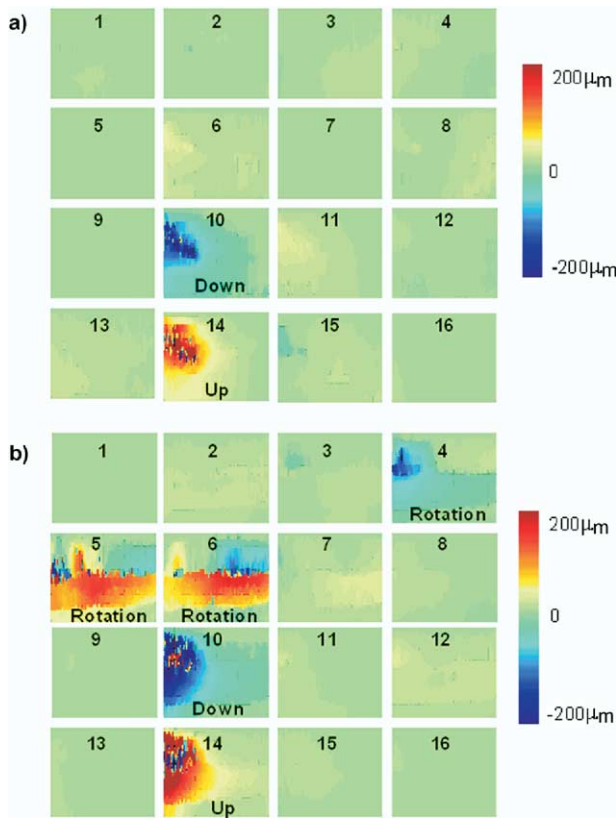 a)
1 2 3 4
200μm
5 6 7 8
0
9 10 11 12
Down
-200μm
13 14 15 16
Up
b)
1 2 3 4
Rotation
200μm
5 6 7 8
Rotation Rotation
0
9 10 11 12
Down
-200μm
13 14 15 16
Up